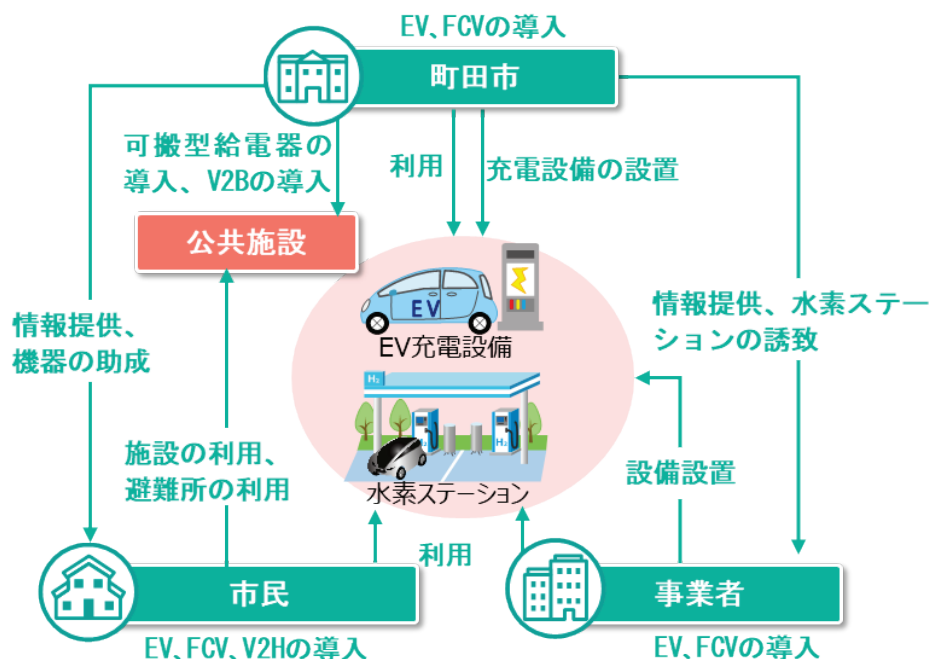 EV、FCVの導入
町田市
可搬型給電器の
導入、V2Bの導入
利用
充電設備の設置
公共施設
情報提供、
機器の助成
EV
EV充電設備
情報提供、水素ステー
ションの誘致
H2
H2
H2
水素ステーション
施設の利用、
避難所の利用
設備設置
利用
市民
事業者
EV、FCV、V2Hの導入
EV、FCVの導入